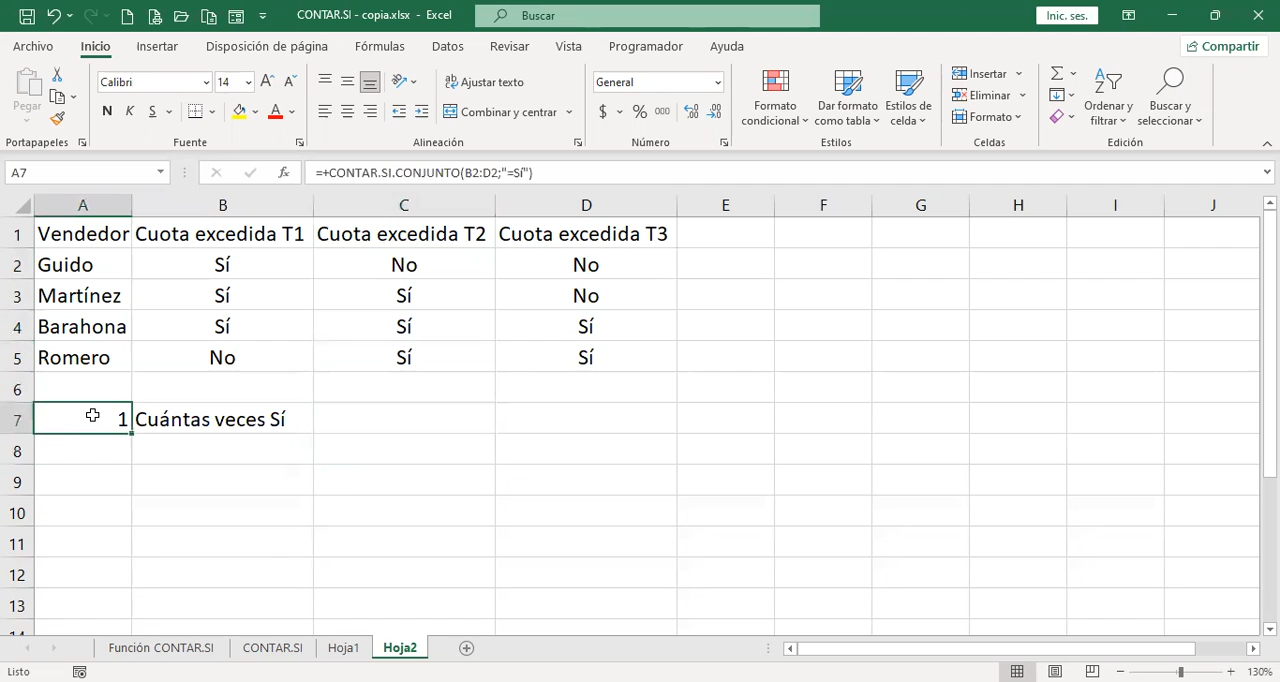 CONTAR.SI - copia.xlsx - Excel
Buscar
Inic. ses.
Archivo Inicio Insertar Disposición de página Fórmulas Datos Revisar Vista Programador Ayuda
Compartir
Pegar
Calibri 14
N K S
Ajustar texto
Combinar y centrar
General
$ % 000
Formato condicional
Dar formato como tabla
Estilos de celda
Insertar
Eliminar
Formato
Ordenar y filtrar
Buscar y seleccionar
Portapapeles Fuente Alineación Número Estilos Celdas Edición
A7 =+CONTAR.SI.CONJUNTO(B2:D2;"=Sí")
A B C D E F G H I J
1 Vendedor Cuota excedida T1 Cuota excedida T2 Cuota excedida T3
2 Guido Sí No No
3 Martínez Sí Sí No
4 Barahona Sí Sí Sí
5 Romero No Sí Sí
6
7 1 Cuántas veces Sí
8
9
10
11
12
13
Función CONTAR.SI CONTAR.SI Hoja1 Hoja2
Listo 130%